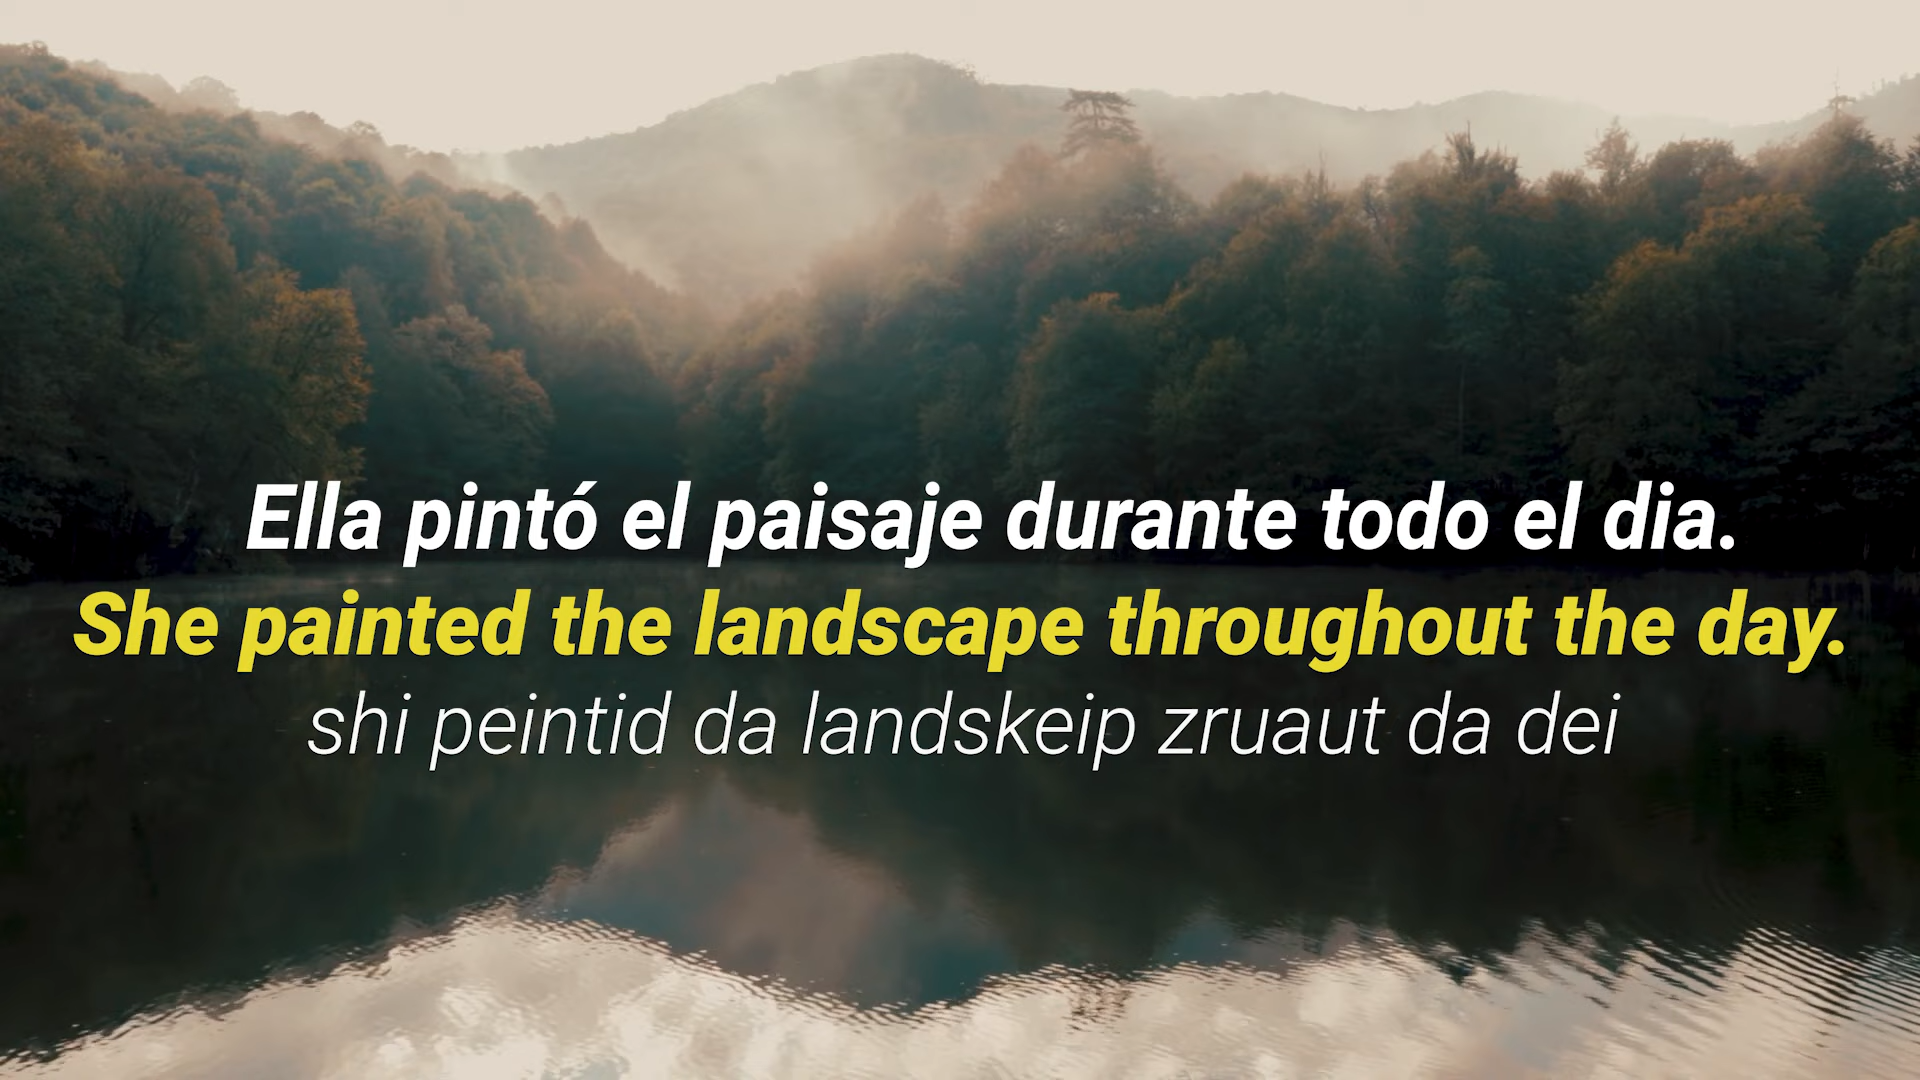 Ella pintó el paisaje durante todo el dia.
She painted the landscape throughout the day.
shi peintid da landskeip zruaut da dei